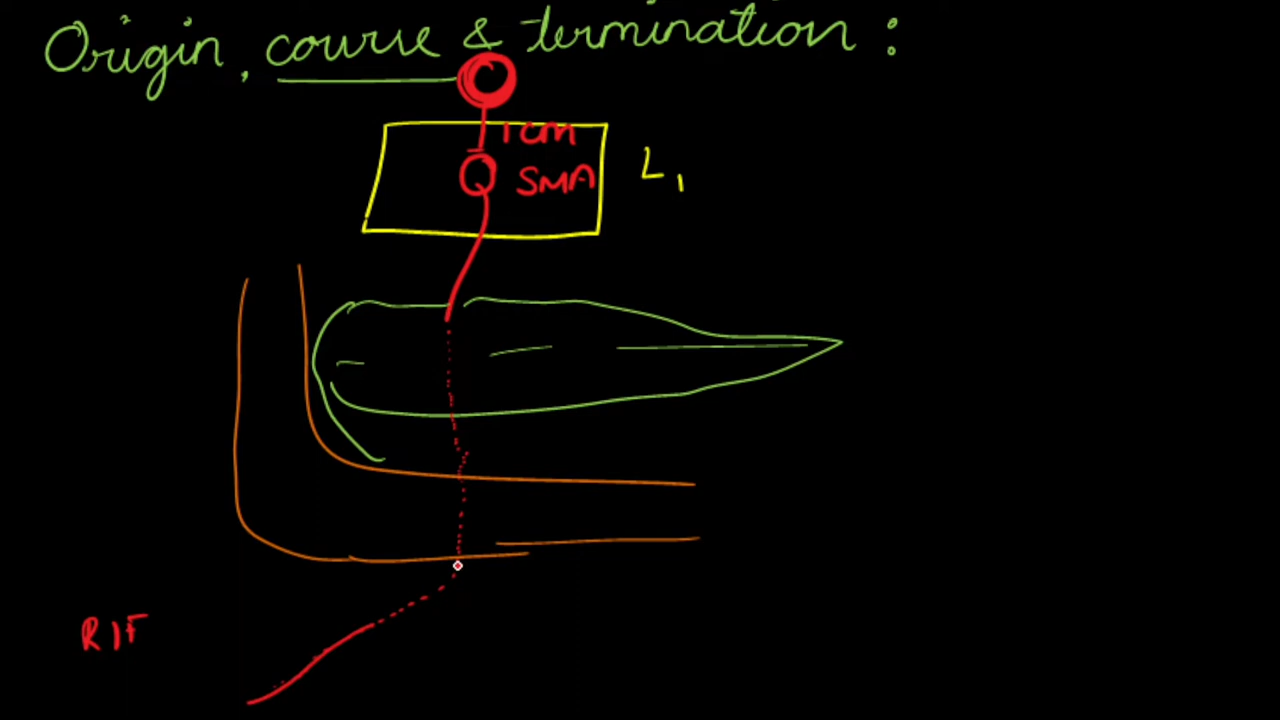 Origin, course & termination :
1 cm
SMA
L1
RIF